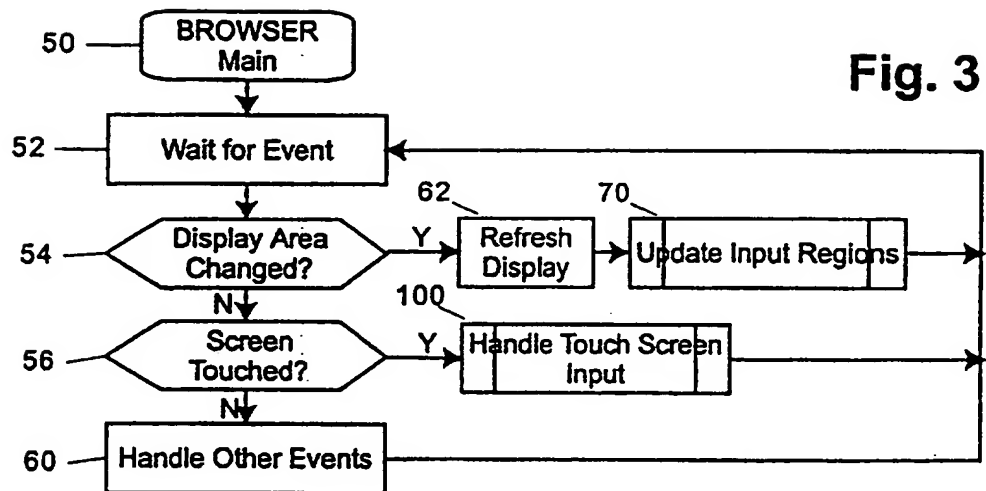 50
BROWSER
Main
Fig. 3
52
Wait for Event
54
Display Area
Changed?
Y
62
Refresh
Display
70
Update Input Regions
N
56
Screen
Touched?
Y
100
Handle Touch Screen
Input
N
60
Handle Other Events